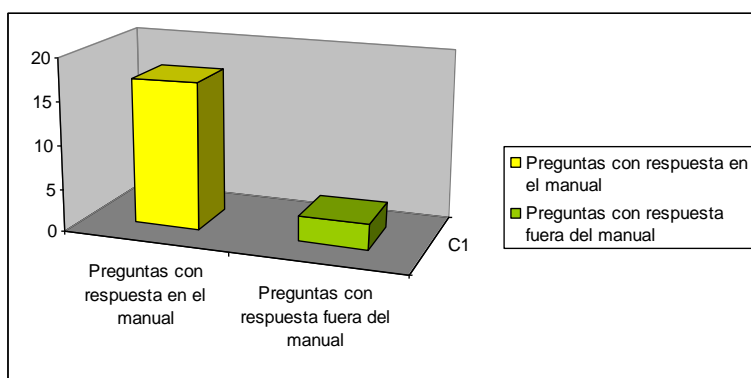 20
15
10
5
0
Preguntas con
respuesta en el
manual
Preguntas con
respuesta fuera del
manual
C1
Preguntas con respuesta en
el manual
Preguntas con respuesta
fuera del manual